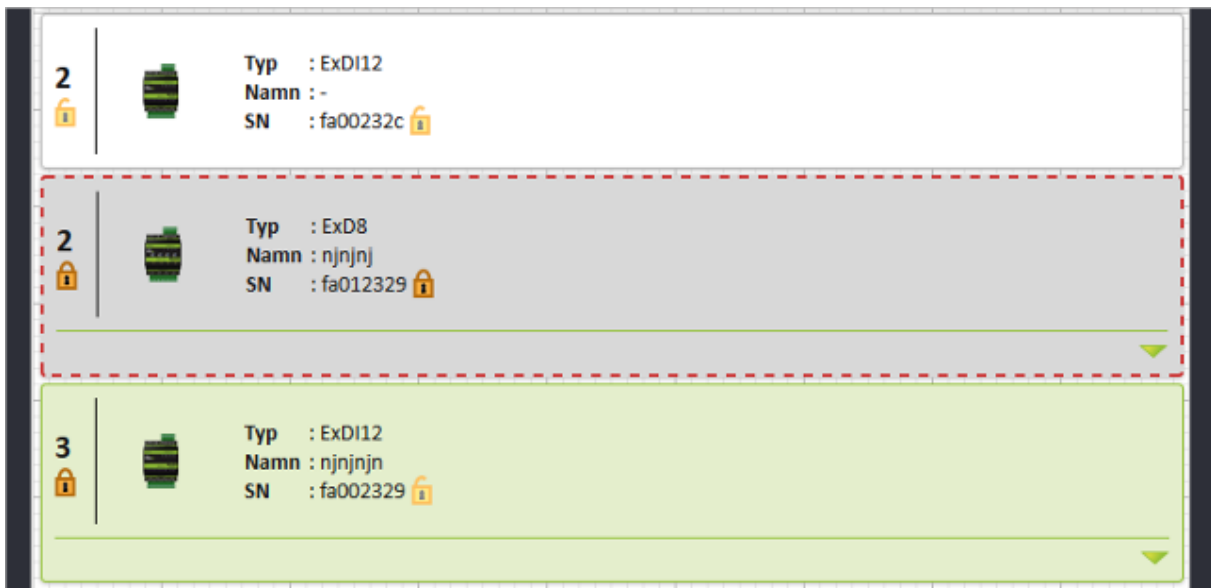 2
Typ : ExDI12
Namn : -
SN : fa00232c
2
Typ : ExD8
Namn : njnjnj
SN : fa012329
3
Typ : ExDI12
Namn : njnjnjn
SN : fa002329